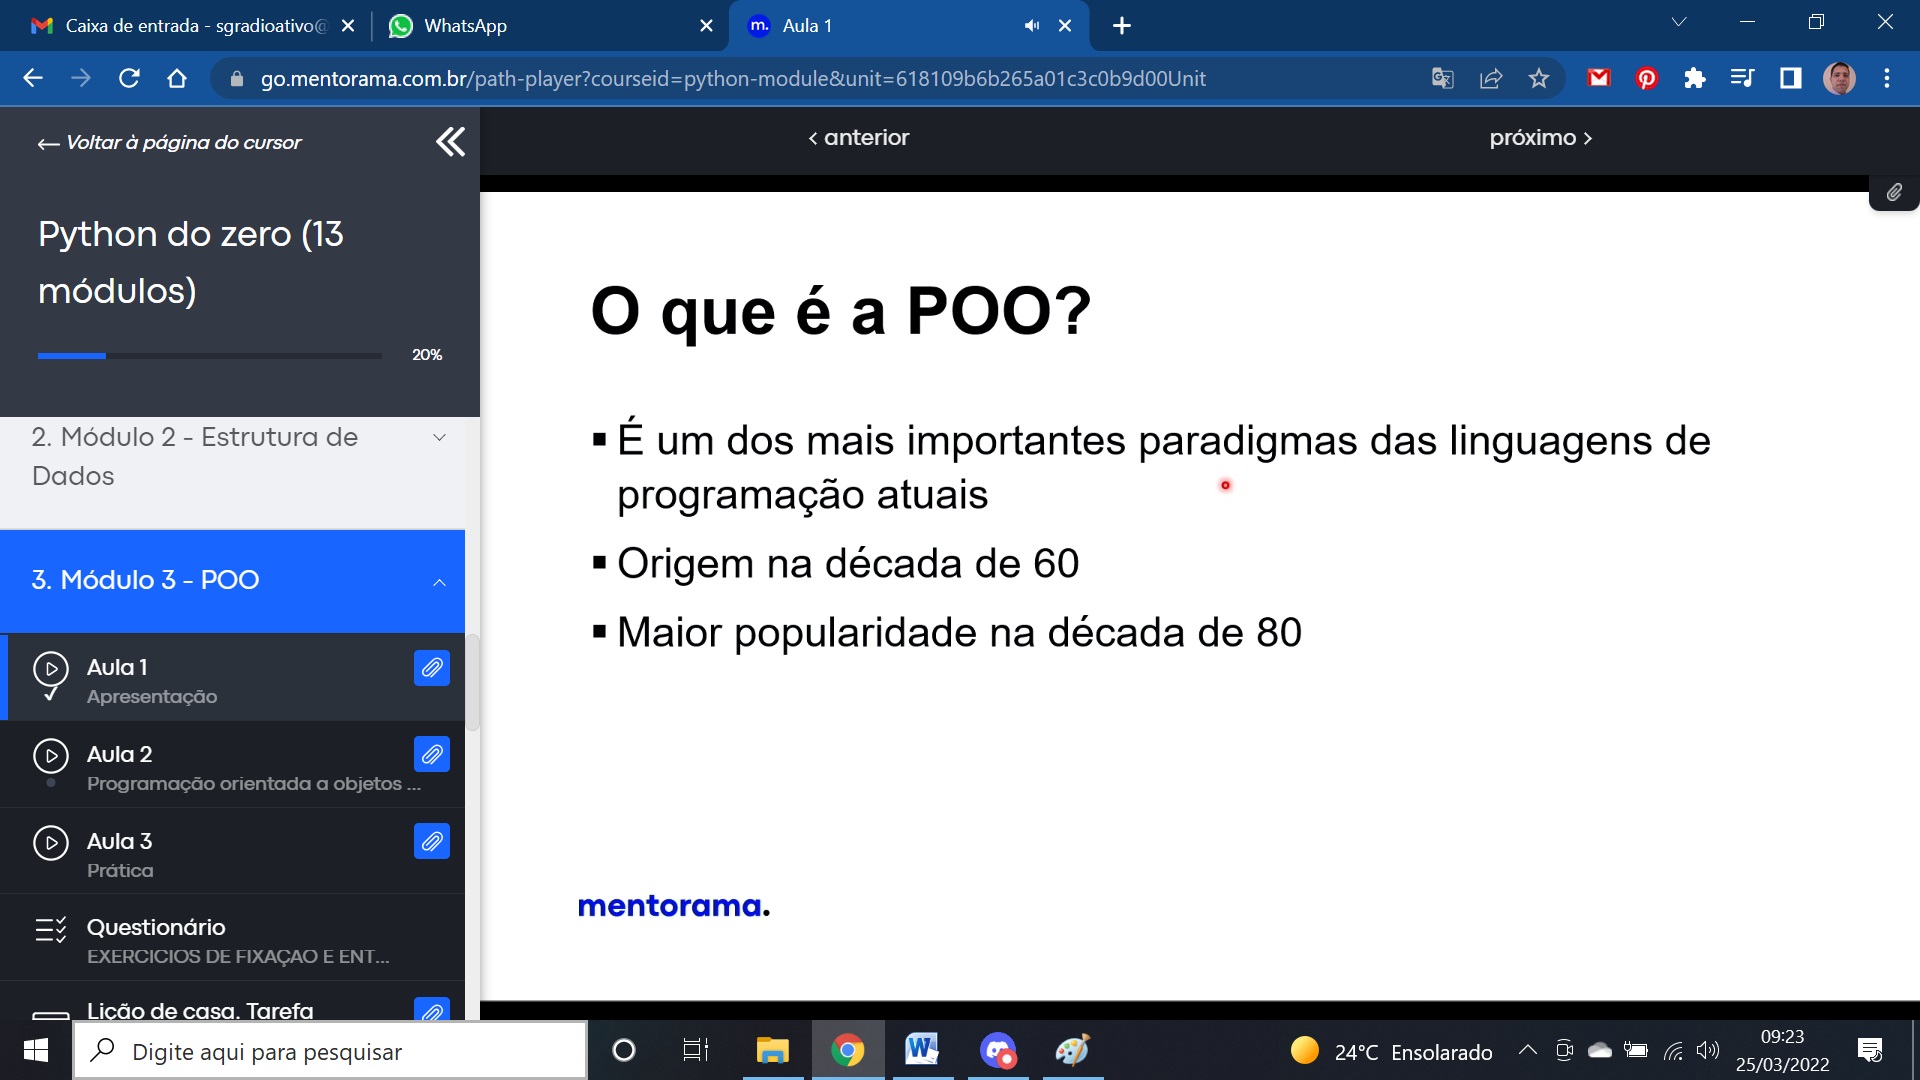 Caixa de entrada - sgradioativo@
WhatsApp
m. Aula 1
go.mentorama.com.br/path-player?courseid=python-module&unit=618109b6b265a01c3c0b9d00Unit
← Voltar à página do cursor
‹ anterior
próximo ›
Python do zero (13
módulos)
20%
2. Módulo 2 - Estrutura de
Dados
3. Módulo 3 - POO
Aula 1
Apresentação
Aula 2
Programação orientada a objetos ...
Aula 3
Prática
Questionário
EXERCICIOS DE FIXAÇAO E ENT...
Lição de casa. Tarefa
O que é a POO?
▪ É um dos mais importantes paradigmas das linguagens de
programação atuais
▪ Origem na década de 60
▪ Maior popularidade na década de 80
mentorama.
Digite aqui para pesquisar
24°C Ensolarado
09:23
25/03/2022